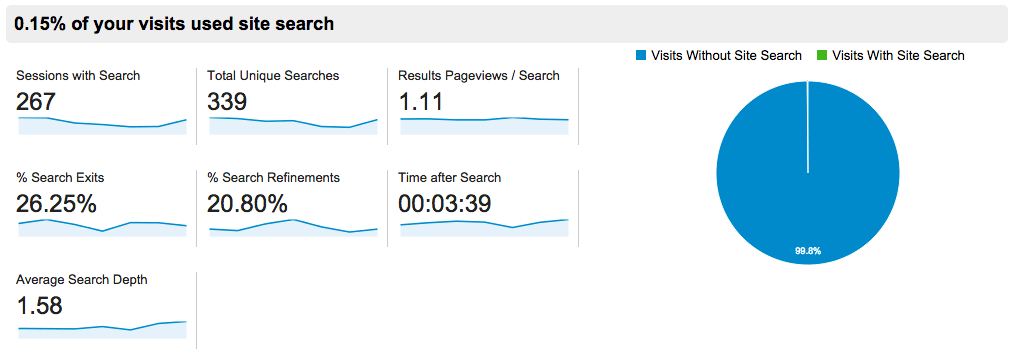 0.15% of your visits used site search
Visits Without Site Search
Visits With Site Search
Sessions with Search
267
Total Unique Searches
339
Results Pageviews / Search
1.11
% Search Exits
26.25%
% Search Refinements
20.80%
Time after Search
00:03:39
Average Search Depth
1.58
99.8%